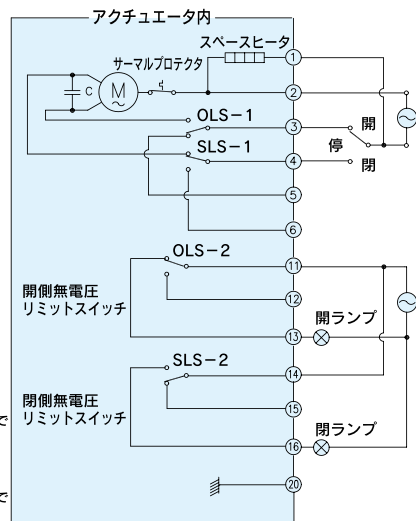 アクチュエータ内
スペースヒータ
サーマルプロテクタ
1
C
M
2
OLS-1
3
開
停
SLS-1
4
閉
5
6
OLS-2
11
開側無電圧
リミットスイッチ
12
開ランプ
13
SLS-2
14
閉側無電圧
リミットスイッチ
15
で
閉ランプ
16
20
で